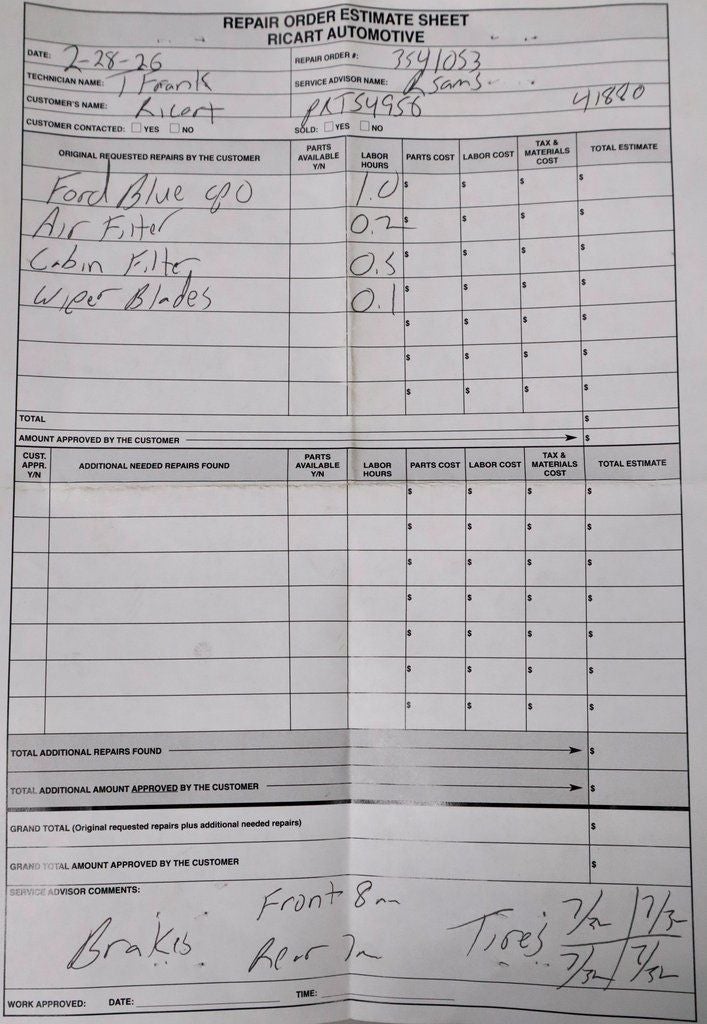 REPAIR ORDER ESTIMATE SHEET
RICART AUTOMOTIVE
DATE: 2-28-26 REPAIR ORDER #: 3541053
TECHNICIAN NAME: T Frank SERVICE ADVISOR NAME: R Sams
CUSTOMER'S NAME: Ricart PRT54956 41820
CUSTOMER CONTACTED: ☐ YES ☐ NO SOLD: ☐ YES ☐ NO
ORIGINAL REQUESTED REPAIRS BY THE CUSTOMER PARTS AVAILABLE Y/N LABOR HOURS PARTS COST LABOR COST TAX & MATERIALS COST TOTAL ESTIMATE
Ford Blue CPO 1.0 $ $ $ $
Air Filter 0.2 $ $ $ $
Cabin Filter 0.5 $ $ $ $
Wiper Blades 0.1 $ $ $ $
$ $ $ $
$ $ $ $
$ $ $ $
TOTAL $
AMOUNT APPROVED BY THE CUSTOMER $
CUST. APPR. Y/N ADDITIONAL NEEDED REPAIRS FOUND PARTS AVAILABLE Y/N LABOR HOURS PARTS COST LABOR COST TAX & MATERIALS COST TOTAL ESTIMATE
$ $ $ $
$ $ $ $
$ $ $ $
$ $ $ $
$ $ $ $
$ $ $ $
$ $ $ $
TOTAL ADDITIONAL REPAIRS FOUND $
TOTAL ADDITIONAL AMOUNT APPROVED BY THE CUSTOMER $
GRAND TOTAL (Original requested repairs plus additional needed repairs) $
GRAND TOTAL AMOUNT APPROVED BY THE CUSTOMER $
SERVICE ADVISOR COMMENTS:
Front 8m 7/32 7/32
Brakes Tires
Rear 7m 7/32 7/32
WORK APPROVED: DATE: TIME: